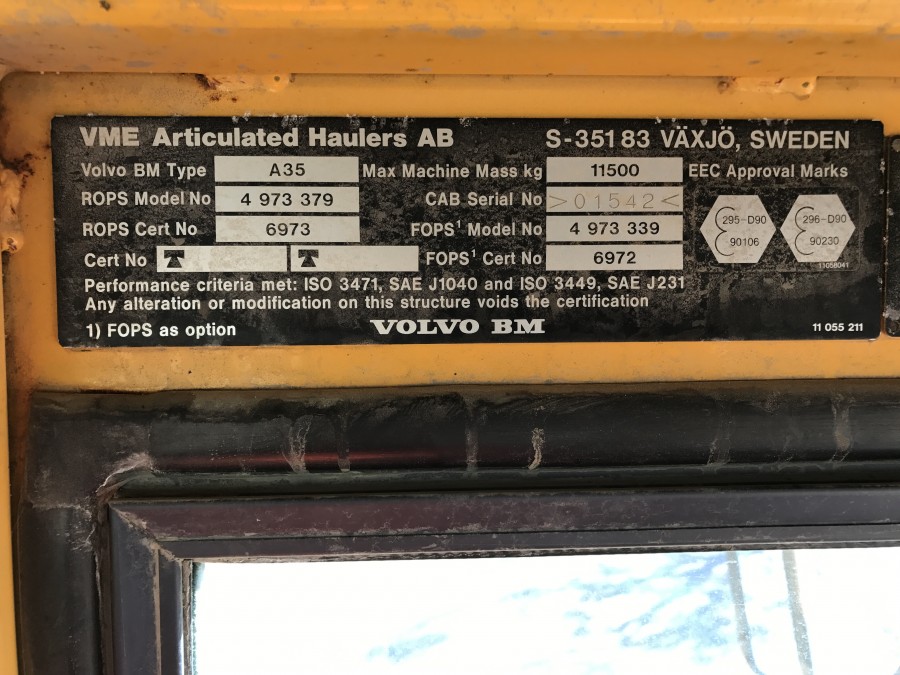 VME Articulated Haulers AB S-351 83 VÄXJÖ, SWEDEN
Volvo BM Type A35 Max Machine Mass kg 11500 EEC Approval Marks
ROPS Model No 4 973 379 CAB Serial No >01542<
ROPS Cert No 6973 FOPS¹ Model No 4 973 339
295-D90 296-D90
90106 90230
Cert No T T FOPS¹ Cert No 6972
11058041
Performance criteria met: ISO 3471, SAE J1040 and ISO 3449, SAE J231
Any alteration or modification on this structure voids the certification
1) FOPS as option VOLVO BM 11 055 211